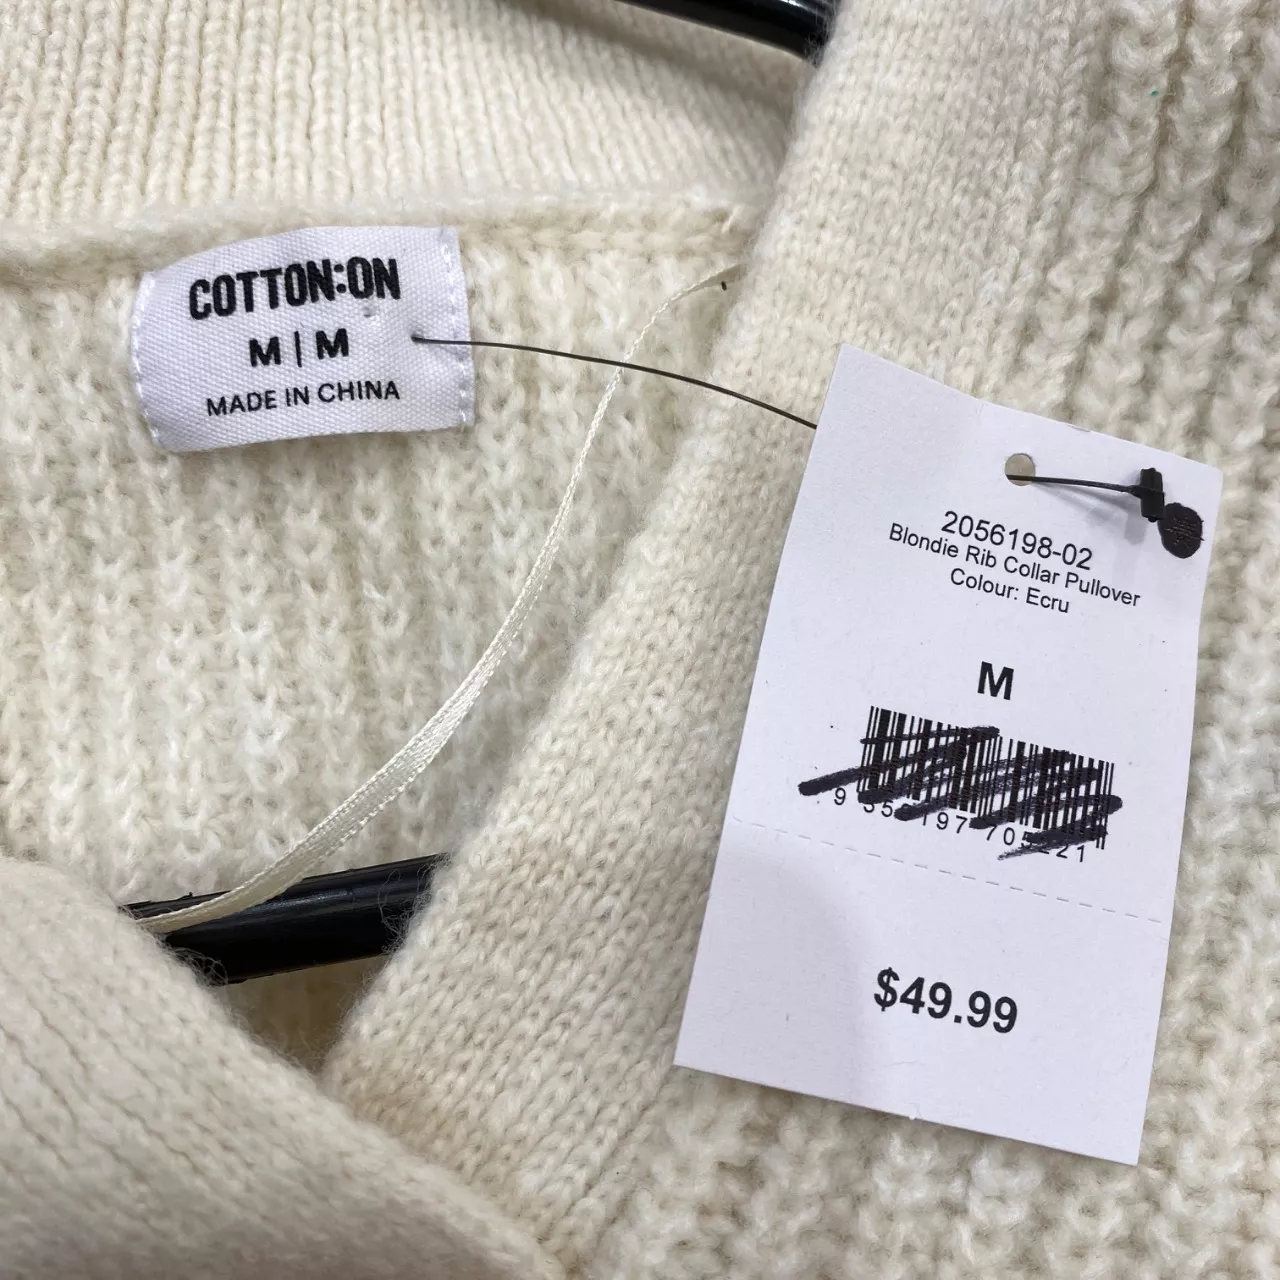 COTTON:ON
M | M
MADE IN CHINA
2056198-02
Blondie Rib Collar Pullover
Colour: Ecru
M
$49.99